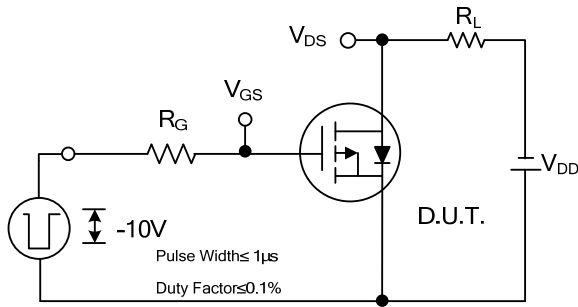 R_L
V_DS
V_GS
R_G
V_DD
D.U.T.
-10V
Pulse Width≤ 1μs
Duty Factor≤0.1%